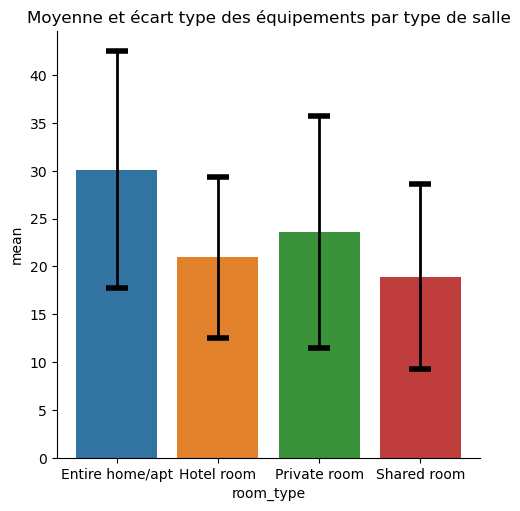 Moyenne et écart type des équipements par type de salle
40
35
30
25
20
15
10
5
0
mean
Entire home/apt Hotel room Private room Shared room
room_type